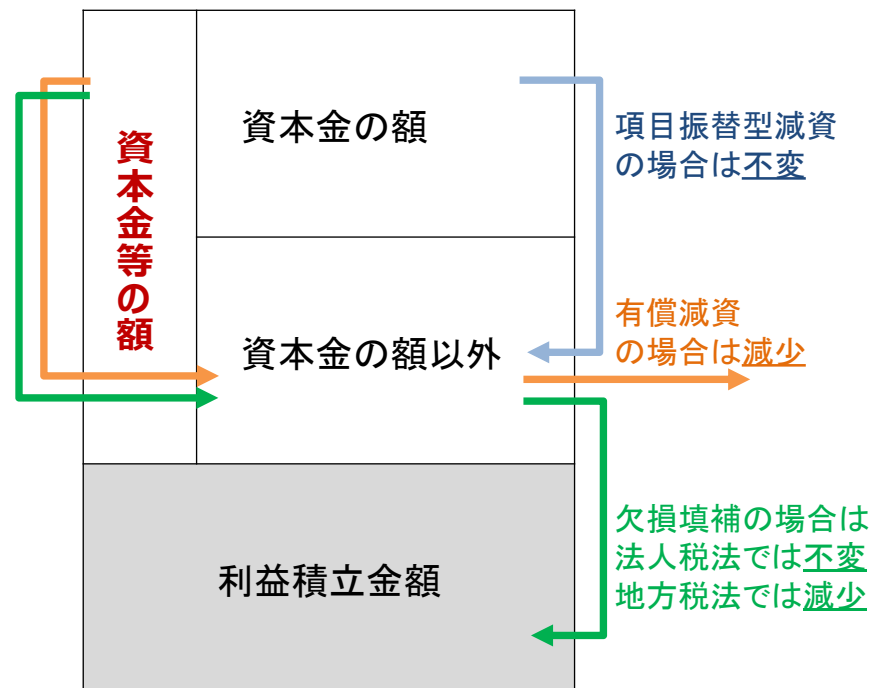 資本金等の額
資本金の額
項目振替型減資
の場合は不変
資本金の額以外
有償減資
の場合は減少
利益積立金額
欠損填補の場合は
法人税法では不変
地方税法では減少